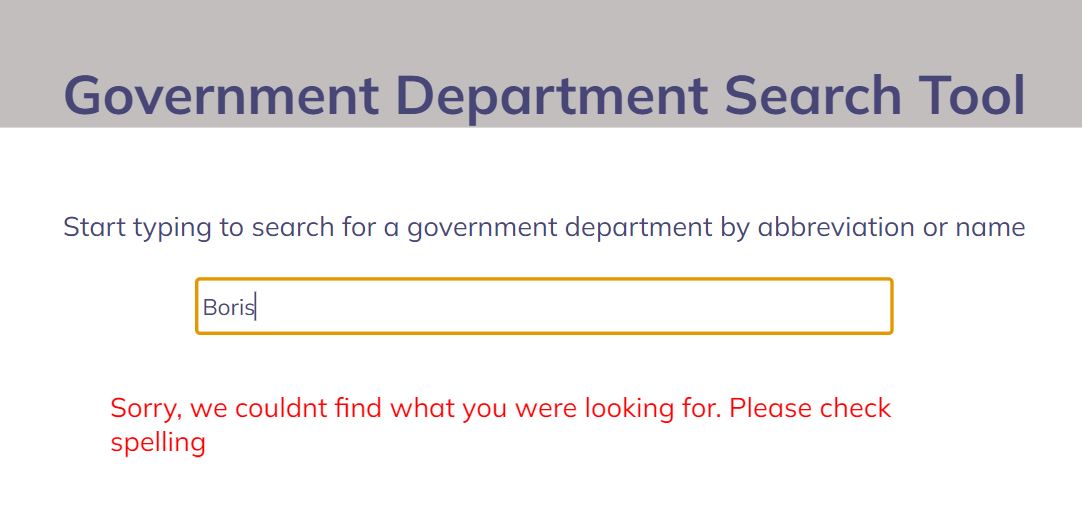 Government Department Search Tool
Start typing to search for a government department by abbreviation or name
Boris
Sorry, we couldnt find what you were looking for. Please check
spelling